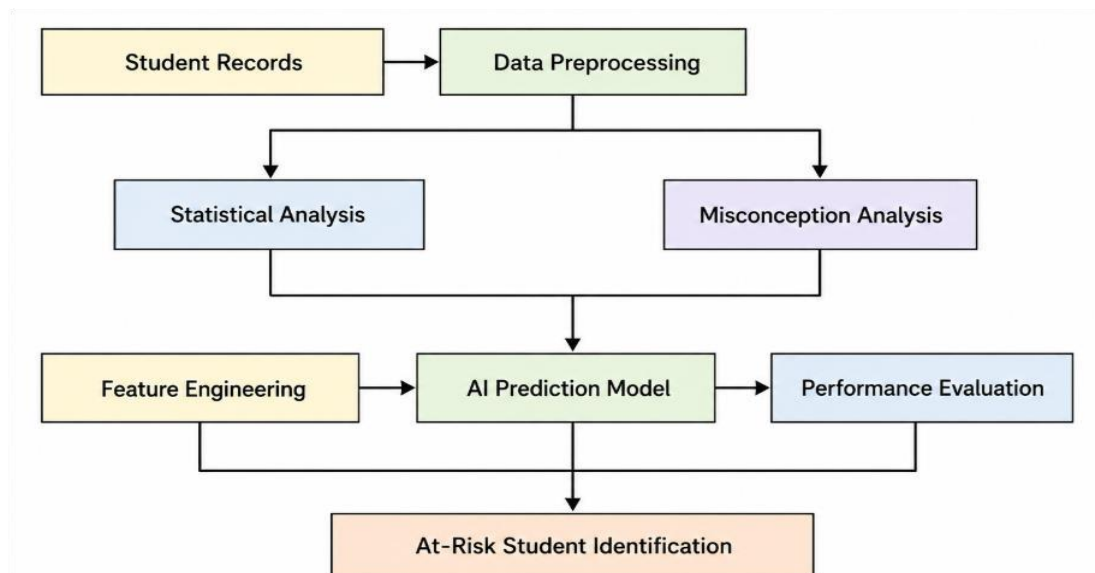 Student Records
Data Preprocessing
Statistical Analysis
Misconception Analysis
Feature Engineering
AI Prediction Model
Performance Evaluation
At-Risk Student Identification